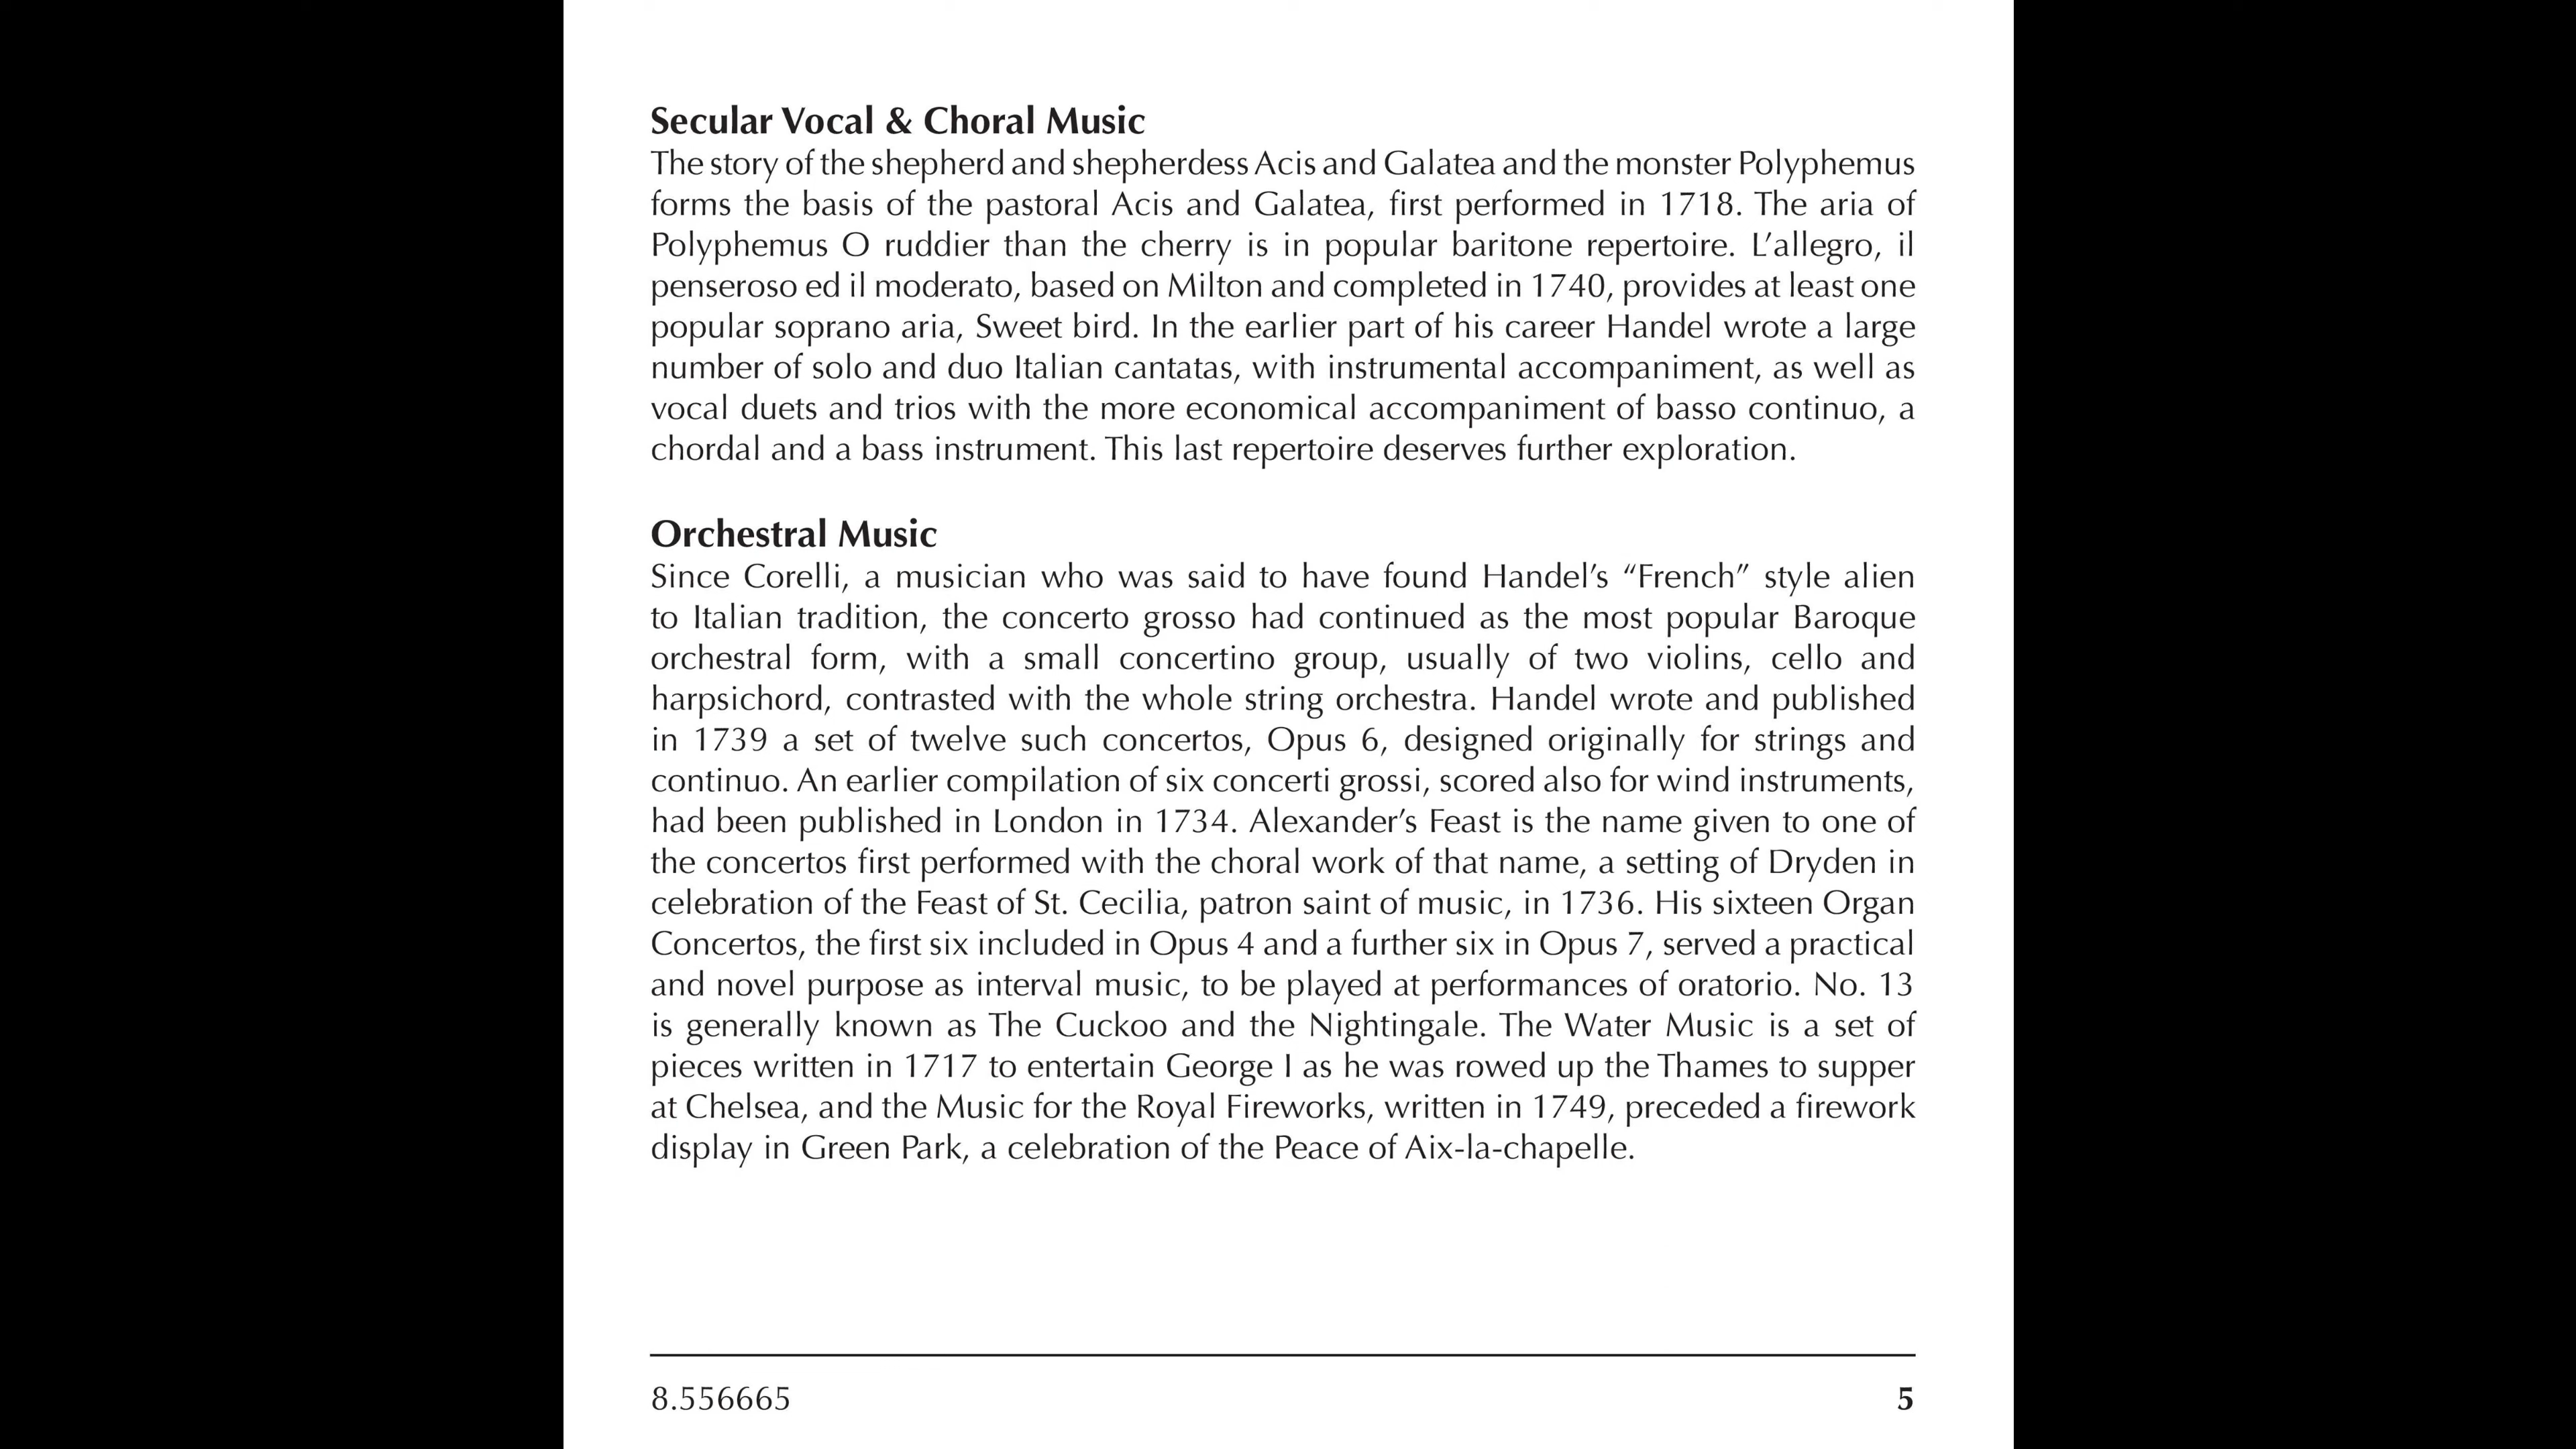 Secular Vocal & Choral Music
The story of the shepherd and shepherdess Acis and Galatea and the monster Polyphemus
forms the basis of the pastoral Acis and Galatea, first performed in 1718. The aria of
Polyphemus O ruddier than the cherry is in popular baritone repertoire. L’allegro, il
penseroso ed il moderato, based on Milton and completed in 1740, provides at least one
popular soprano aria, Sweet bird. In the earlier part of his career Handel wrote a large
number of solo and duo Italian cantatas, with instrumental accompaniment, as well as
vocal duets and trios with the more economical accompaniment of basso continuo, a
chordal and a bass instrument. This last repertoire deserves further exploration.
Orchestral Music
Since Corelli, a musician who was said to have found Handel’s “French” style alien
to Italian tradition, the concerto grosso had continued as the most popular Baroque
orchestral form, with a small concertino group, usually of two violins, cello and
harpsichord, contrasted with the whole string orchestra. Handel wrote and published
in 1739 a set of twelve such concertos, Opus 6, designed originally for strings and
continuo. An earlier compilation of six concerti grossi, scored also for wind instruments,
had been published in London in 1734. Alexander’s Feast is the name given to one of
the concertos first performed with the choral work of that name, a setting of Dryden in
celebration of the Feast of St. Cecilia, patron saint of music, in 1736. His sixteen Organ
Concertos, the first six included in Opus 4 and a further six in Opus 7, served a practical
and novel purpose as interval music, to be played at performances of oratorio. No. 13
is generally known as The Cuckoo and the Nightingale. The Water Music is a set of
pieces written in 1717 to entertain George I as he was rowed up the Thames to supper
at Chelsea, and the Music for the Royal Fireworks, written in 1749, preceded a firework
display in Green Park, a celebration of the Peace of Aix-la-chapelle.
8.556665 5